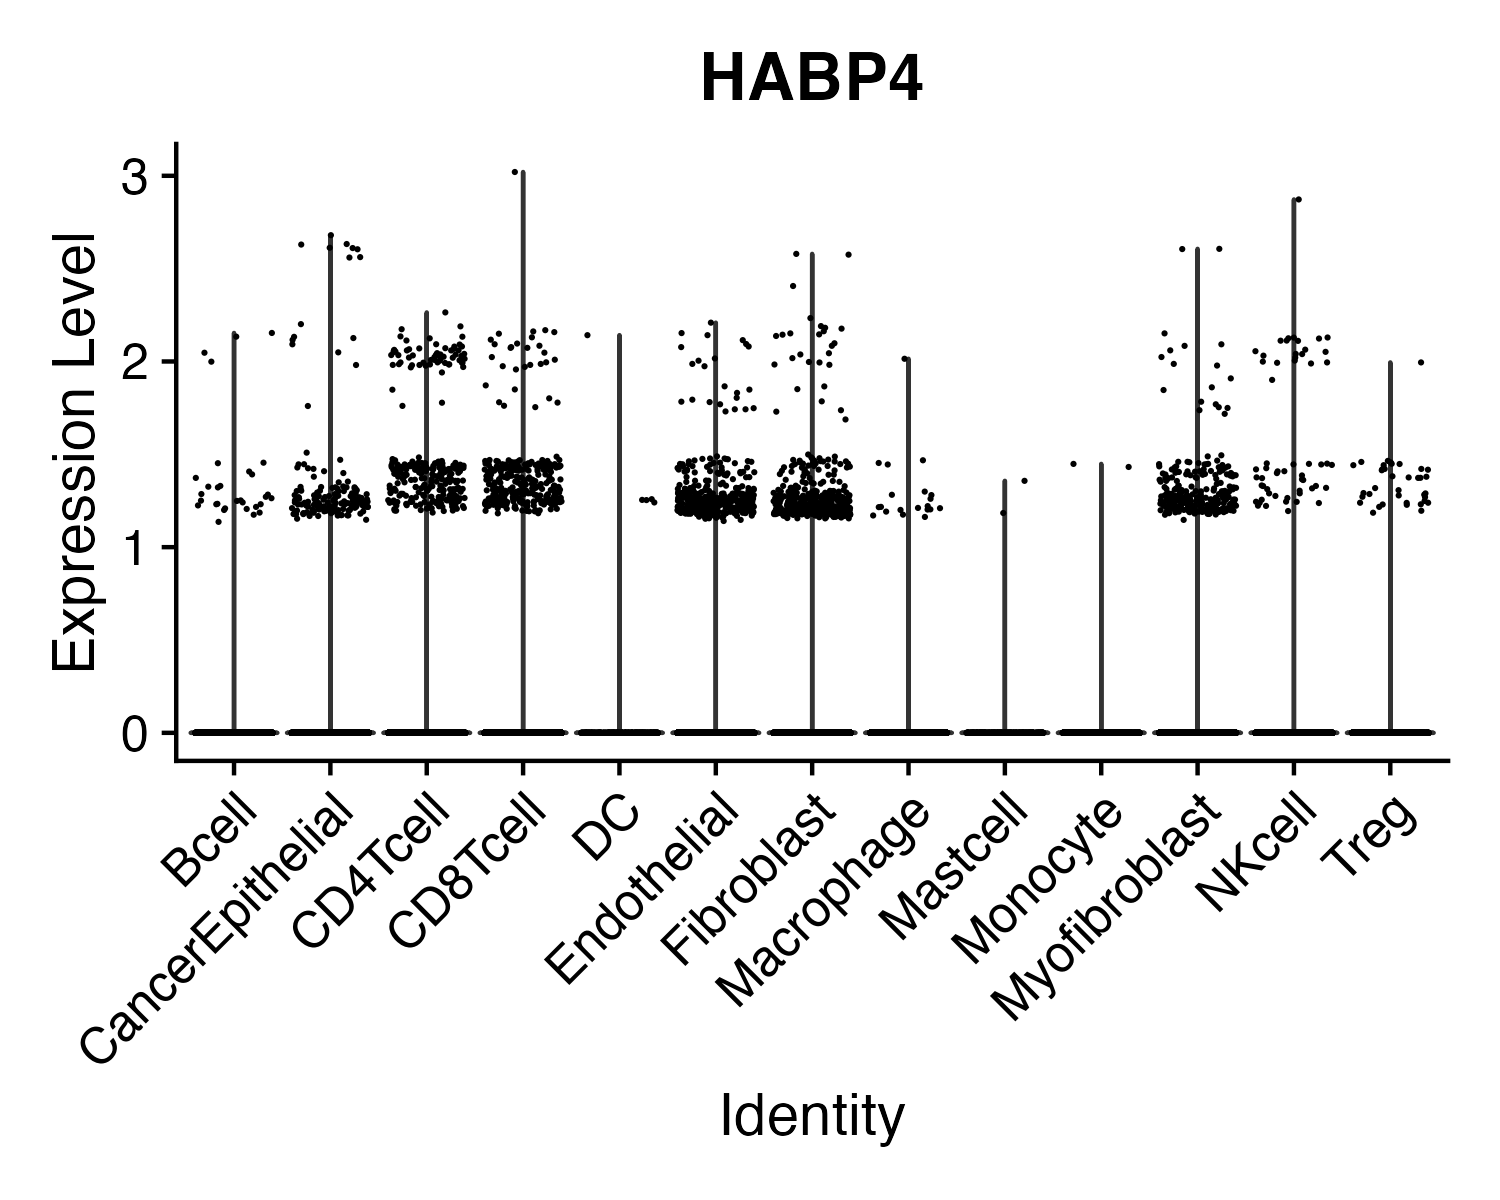 HABP4
Expression Level
3
2
1
0
Bcell
CancerEpithelial
CD4Tcell
CD8Tcell
DC
Endothelial
Fibroblast
Macrophage
Mastcell
Monocyte
Myofibroblast
NKcell
Treg
Identity